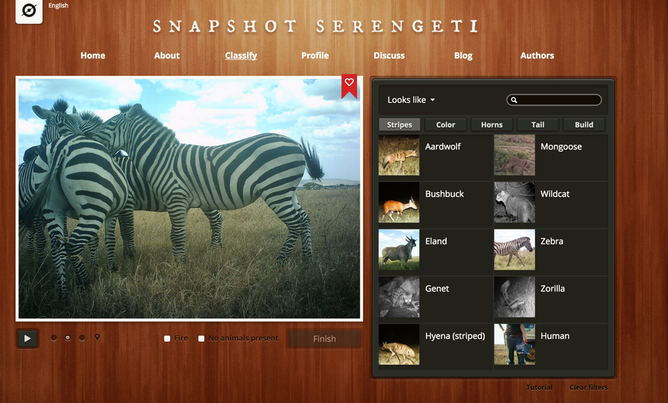 English
SNAPSHOT SERENGETI
Home About Classify Profile Discuss Blog Authors
Looks like
Stripes Color Horns Tail Build
Aardwolf Mongoose
Bushbuck Wildcat
Eland Zebra
Genet Zorilla
Hyena (striped) Human
Fire No animals present Finish
Tutorial Clear filters